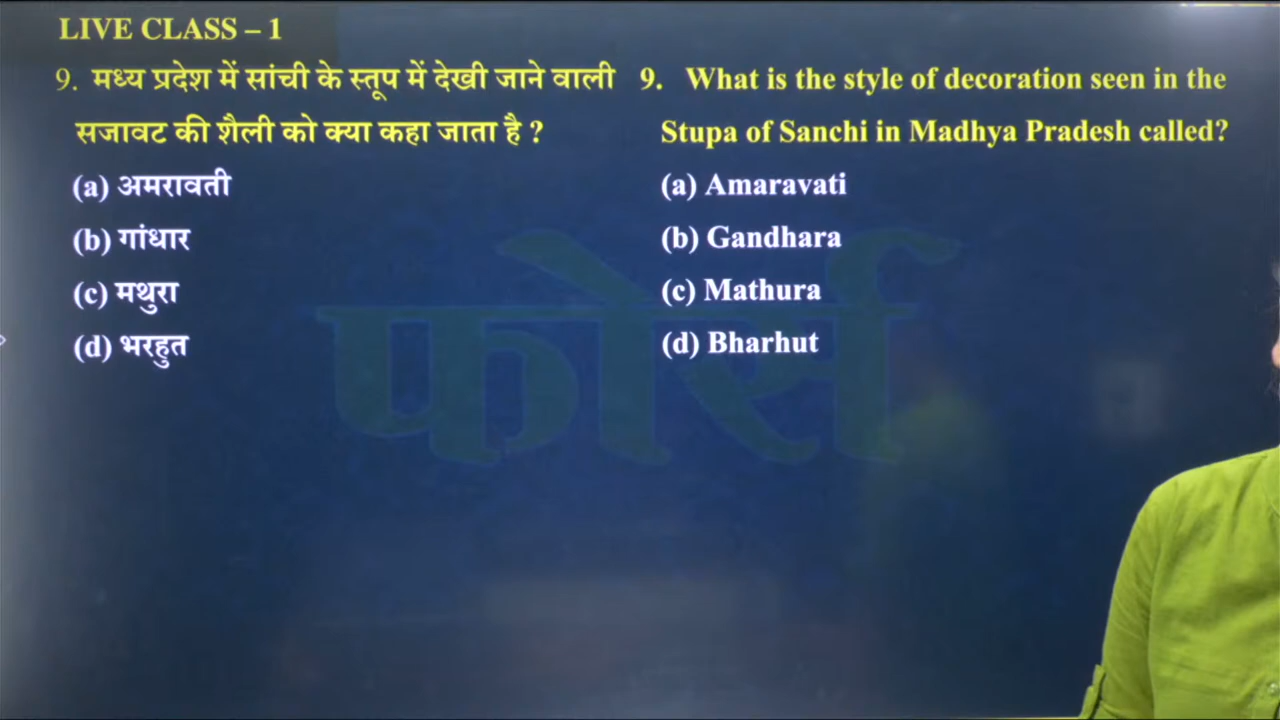 LIVE CLASS – 1
9. मध्य प्रदेश में सांची के स्तूप में देखी जाने वाली
सजावट की शैली को क्या कहा जाता है ?
(a) अमरावती
(b) गांधार
(c) मथुरा
(d) भरहुत
9. What is the style of decoration seen in the
Stupa of Sanchi in Madhya Pradesh called?
(a) Amaravati
(b) Gandhara
(c) Mathura
(d) Bharhut
फोर्स